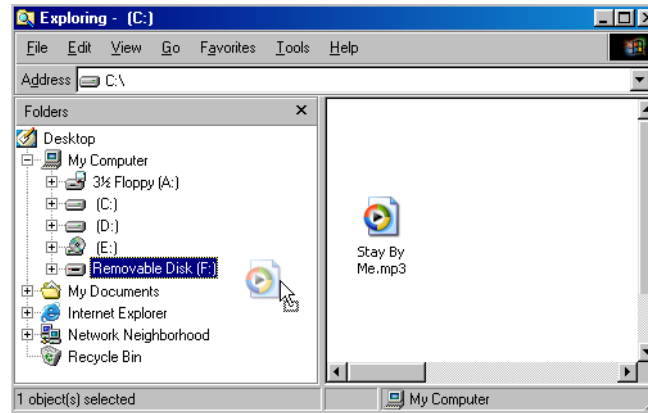 Exploring - (C:)
File Edit View Go Favorites Tools Help
Address C:\
Folders
Desktop
My Computer
3½ Floppy (A:)
(C:)
(D:)
(E:)
Removable Disk (F:)
My Documents
Internet Explorer
Network Neighborhood
Recycle Bin
Stay By
Me.mp3
1 object(s) selected
My Computer